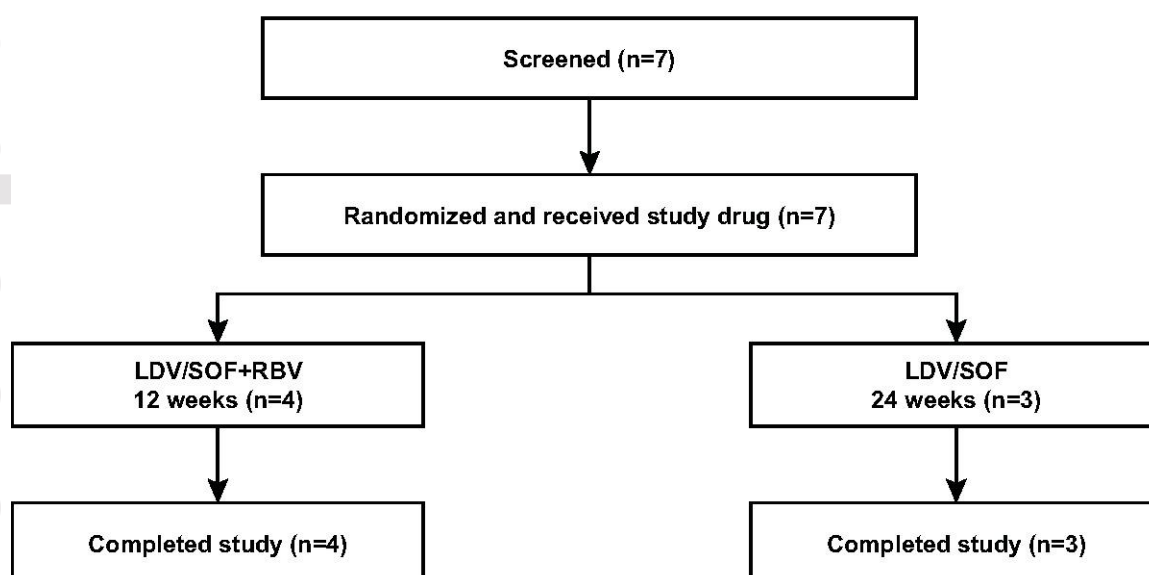 Screened (n=7)
Randomized and received study drug (n=7)
LDV/SOF+RBV
12 weeks (n=4)
LDV/SOF
24 weeks (n=3)
Completed study (n=4)
Completed study (n=3)